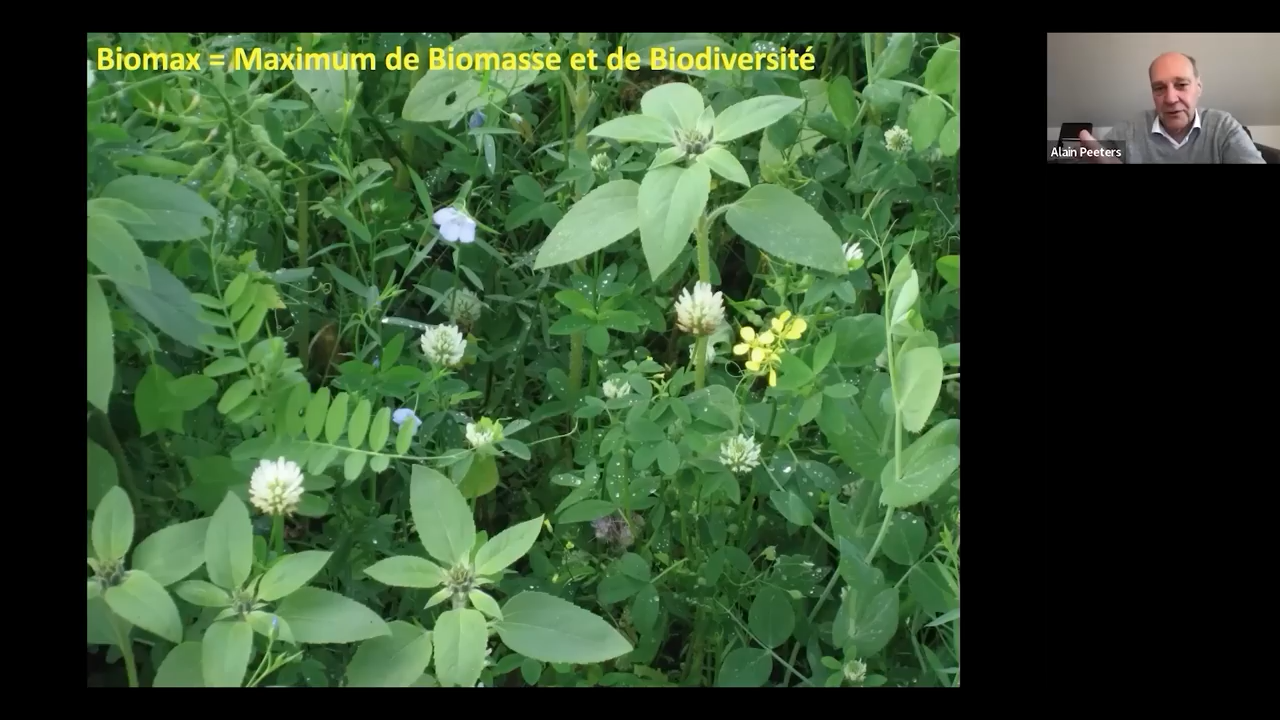 Biomax = Maximum de Biomasse et de Biodiversité
Alain Peeters